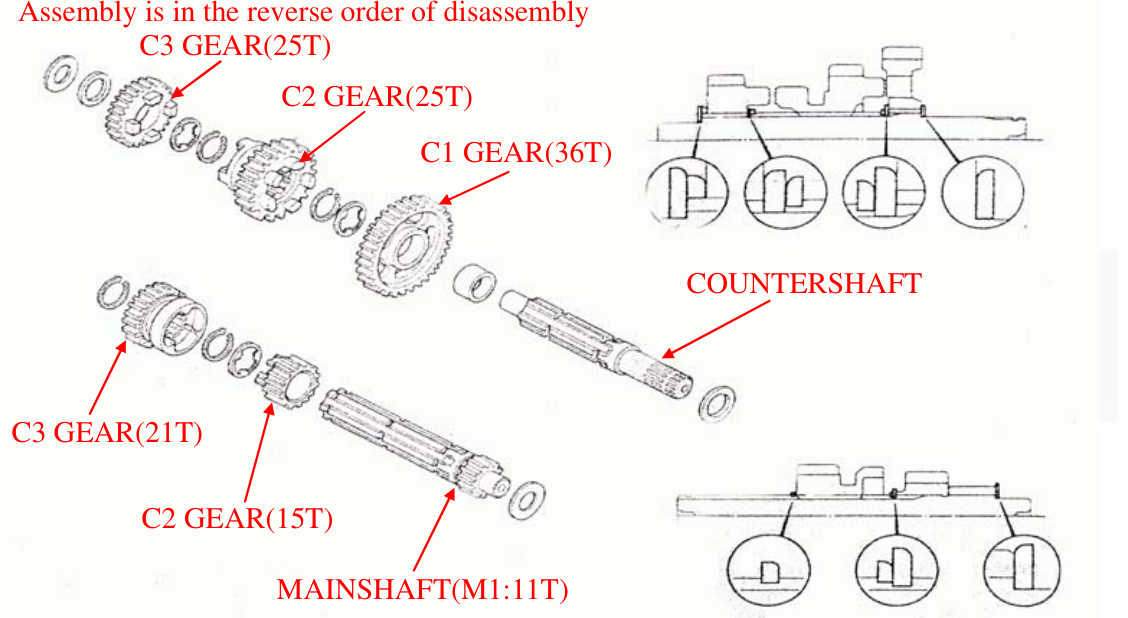 Assembly is in the reverse order of disassembly
C3 GEAR(25T)
C2 GEAR(25T)
C1 GEAR(36T)
COUNTERSHAFT
C3 GEAR(21T)
C2 GEAR(15T)
MAINSHAFT(M1:11T)